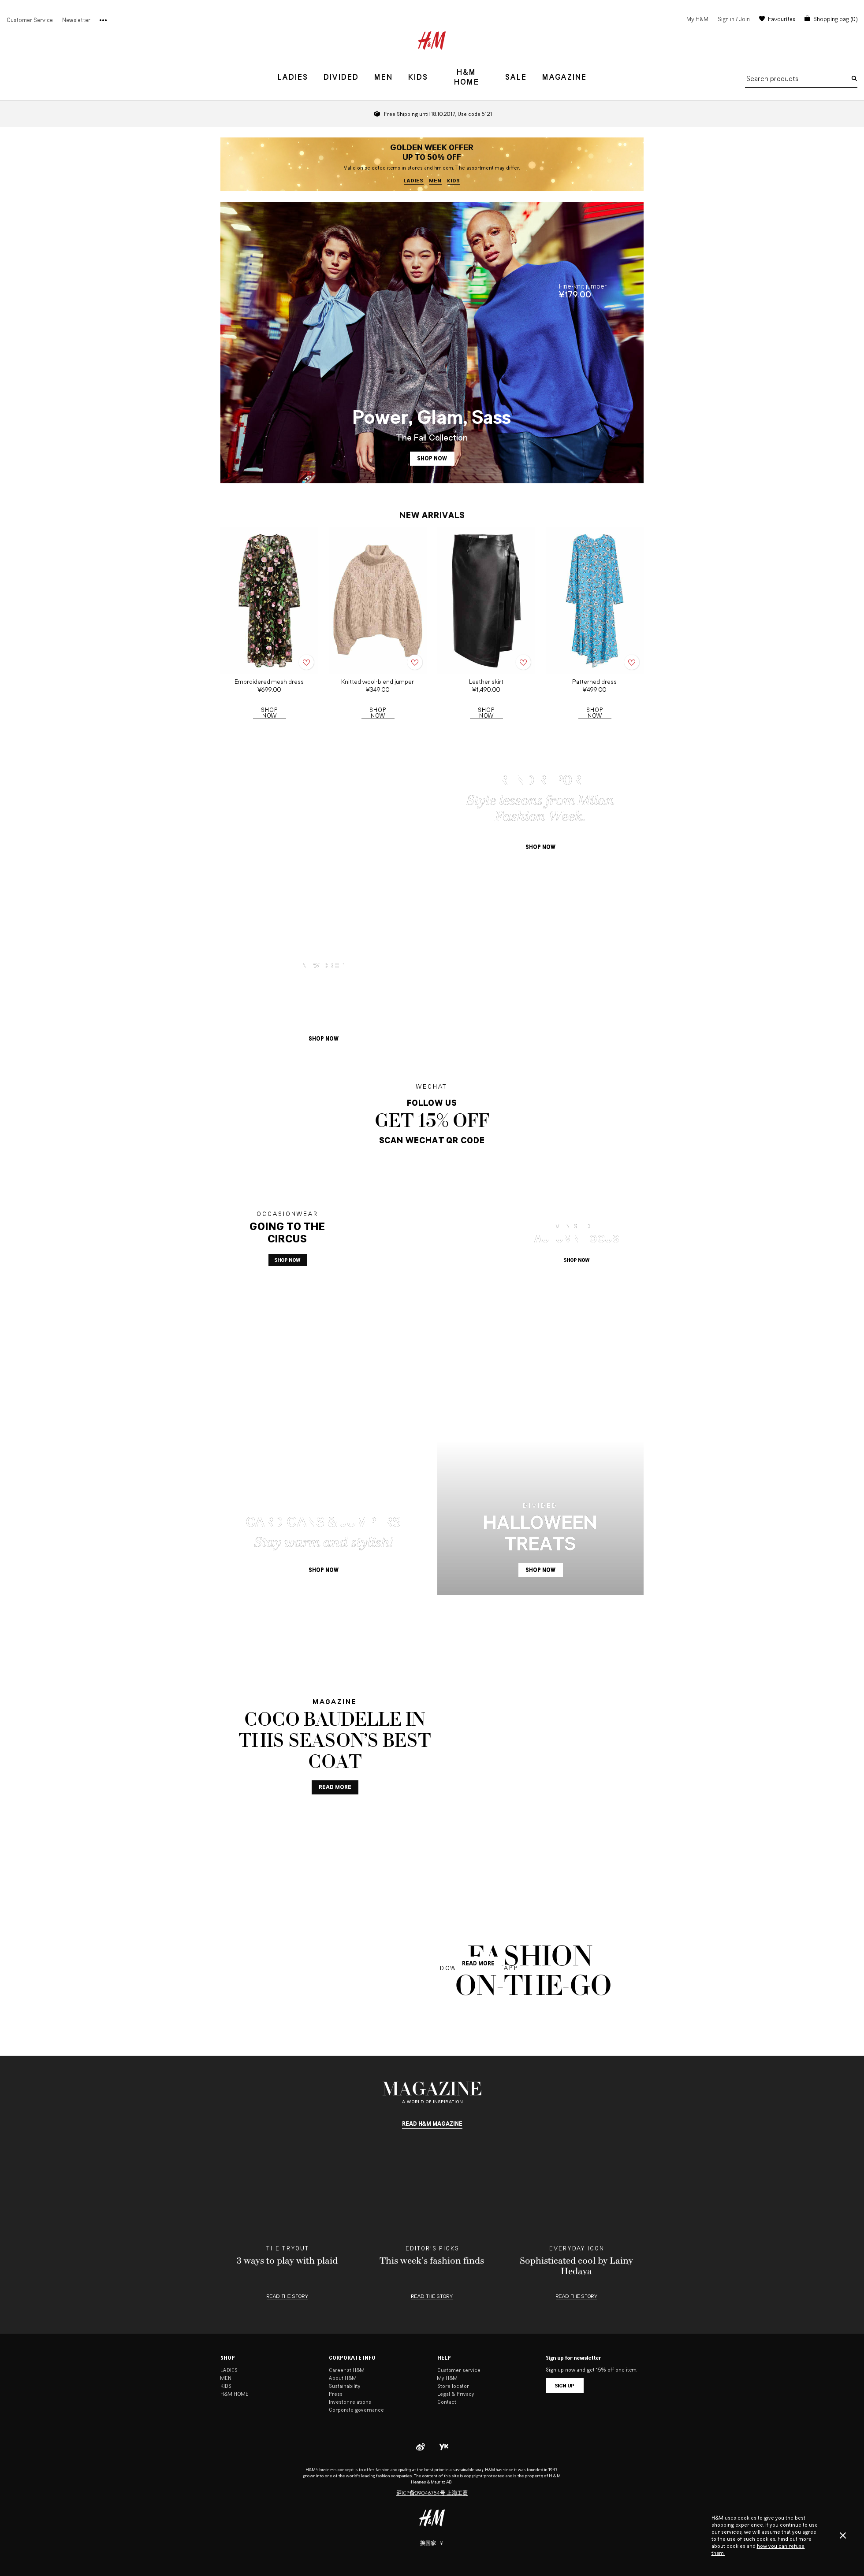 Customer Service Newsletter •••
My H&M Sign in / Join Favourites Shopping bag (0)
H&M
LADIES DIVIDED MEN KIDS H&M HOME SALE MAGAZINE
Search products
Free Shipping until 18.10.2017, Use code 5121
GOLDEN WEEK OFFER
UP TO 50% OFF
Valid on selected items in stores and hm.com. The assortment may differ.
LADIES MEN KIDS
Fine-knit jumper
¥179.00
Power, Glam, Sass
The Fall Collection
SHOP NOW
NEW ARRIVALS
Embroidered mesh dress
¥699.00
SHOP
NOW
Knitted wool-blend jumper
¥349.00
SHOP
NOW
Leather skirt
¥1,490.00
SHOP
NOW
Patterned dress
¥499.00
SHOP
NOW
Style lessons from Milan
Fashion Week.
SHOP NOW
SHOP NOW
WECHAT
FOLLOW US
GET 15% OFF
SCAN WECHAT QR CODE
OCCASIONWEAR
GOING TO THE
CIRCUS
SHOP NOW
SHOP NOW
CARDIGANS & JUMPERS
Stay warm and stylish!
SHOP NOW
HALLOWEEN
TREATS
SHOP NOW
MAGAZINE
COCO BAUDELLE IN
THIS SEASON'S BEST
COAT
READ MORE
FASHION
READ MORE
ON-THE-GO
MAGAZINE
A WORLD OF INSPIRATION
READ H&M MAGAZINE
THE TRYOUT
3 ways to play with plaid
READ THE STORY
EDITOR'S PICKS
This week's fashion finds
READ THE STORY
EVERYDAY ICON
Sophisticated cool by Lainy
Hedaya
READ THE STORY
SHOP
LADIES
MEN
KIDS
H&M HOME
CORPORATE INFO
Career at H&M
About H&M
Sustainability
Press
Investor relations
Corporate governance
HELP
Customer service
My H&M
Store locator
Legal & Privacy
Contact
Sign up for newsletter
Sign up now and get 15% off one item.
SIGN UP
H&M's business concept is to offer fashion and quality at the best price in a sustainable way. H&M has since it was founded in 1947
grown into one of the world's leading fashion companies. The content of this site is copyright-protected and is the property of H & M
Hennes & Mauritz AB.
沪ICP备09046754号 上海工商
H&M
换国家 | ¥
H&M uses cookies to give you the best
shopping experience. If you continue to use
our services, we will assume that you agree
to the use of such cookies. Find out more
about cookies and how you can refuse
them.